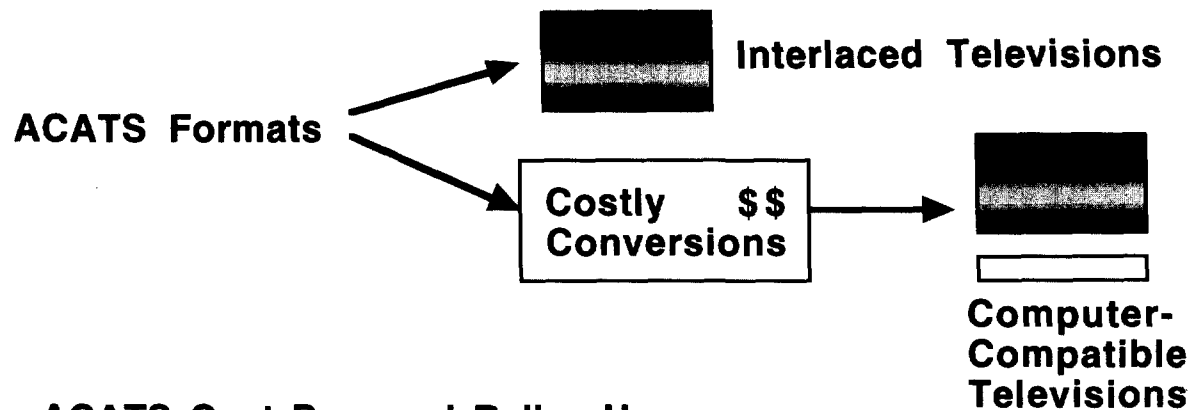 Interlaced Televisions
ACATS Formats
Costly $$
Conversions
Computer-
Compatible
Televisions